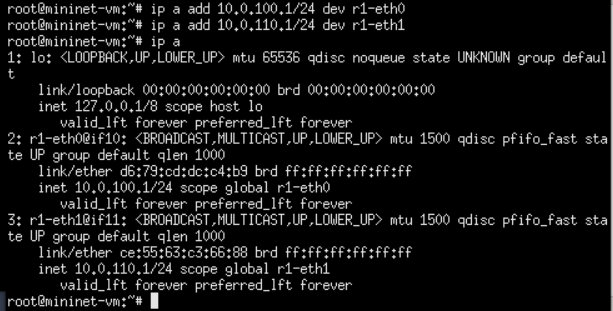 root@mininet-vm:~# ip a add 10.0.100.1/24 dev r1-eth0
root@mininet-vm:~# ip a add 10.0.110.1/24 dev r1-eth1
root@mininet-vm:~# ip a
1: lo: <LOOPBACK,UP,LOWER_UP> mtu 65536 qdisc noqueue state UNKNOWN group defaul
t
    link/loopback 00:00:00:00:00:00 brd 00:00:00:00:00:00
    inet 127.0.0.1/8 scope host lo
       valid_lft forever preferred_lft forever
2: r1-eth0@if10: <BROADCAST,MULTICAST,UP,LOWER_UP> mtu 1500 qdisc pfifo_fast sta
te UP group default qlen 1000
    link/ether d6:79:cd:dc:c4:b9 brd ff:ff:ff:ff:ff:ff
    inet 10.0.100.1/24 scope global r1-eth0
       valid_lft forever preferred_lft forever
3: r1-eth1@if11: <BROADCAST,MULTICAST,UP,LOWER_UP> mtu 1500 qdisc pfifo_fast sta
te UP group default qlen 1000
    link/ether ce:55:63:c3:66:88 brd ff:ff:ff:ff:ff:ff
    inet 10.0.110.1/24 scope global r1-eth1
       valid_lft forever preferred_lft forever
root@mininet-vm:~#